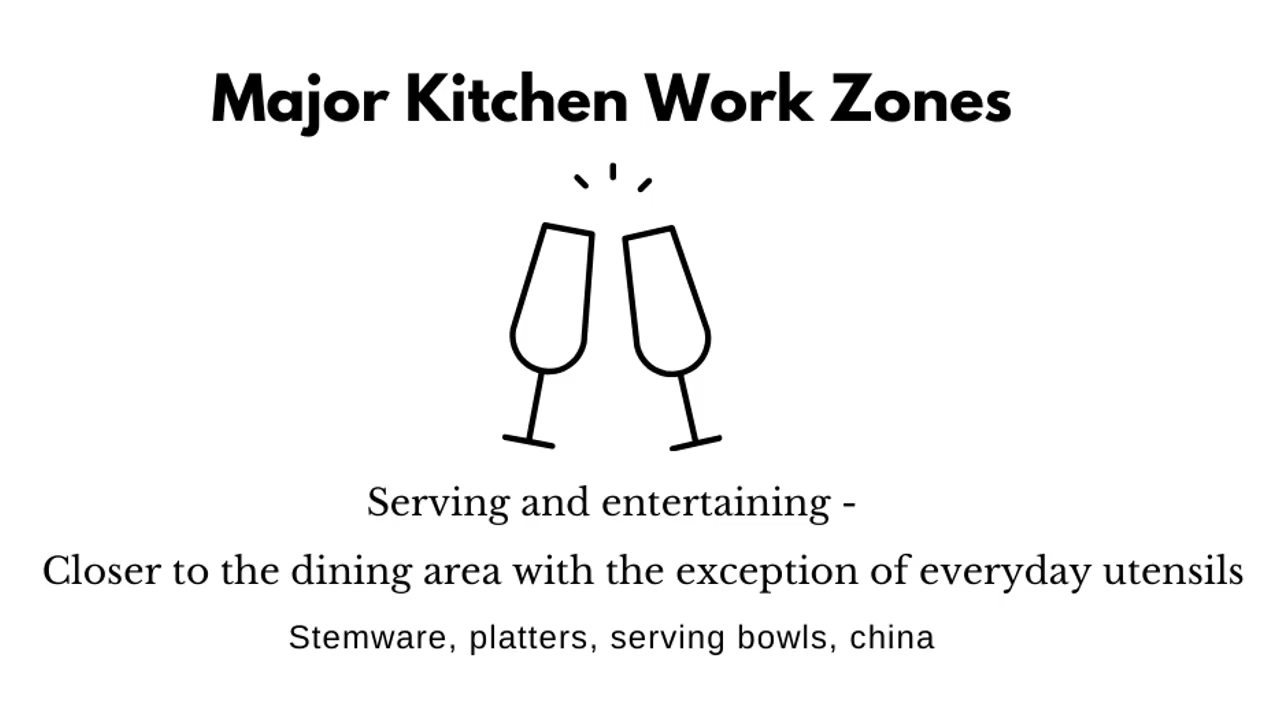 Major Kitchen Work Zones
Serving and entertaining -
Closer to the dining area with the exception of everyday utensils
Stemware, platters, serving bowls, china